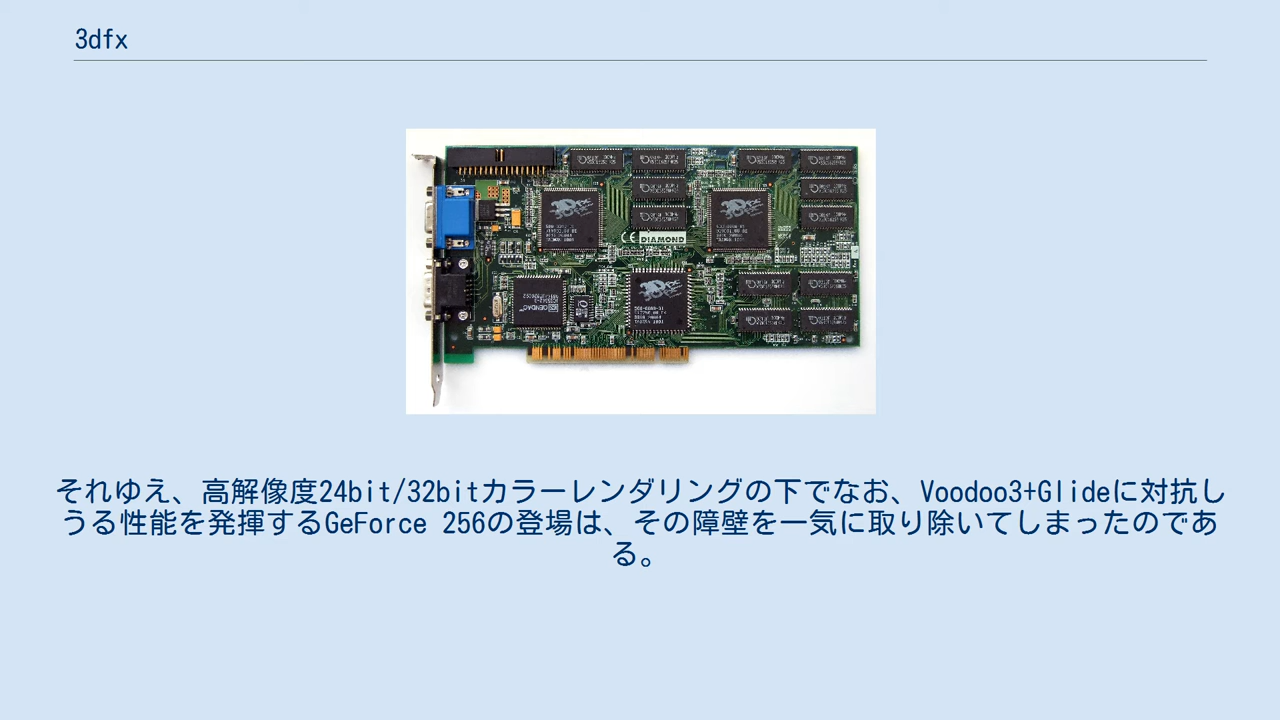 3dfx
DIAMOND
それゆえ、高解像度24bit/32bitカラーレンダリングの下でなお、Voodoo3+Glideに対抗し
うる性能を発揮するGeForce 256の登場は、その障壁を一気に取り除いてしまったのであ
る。